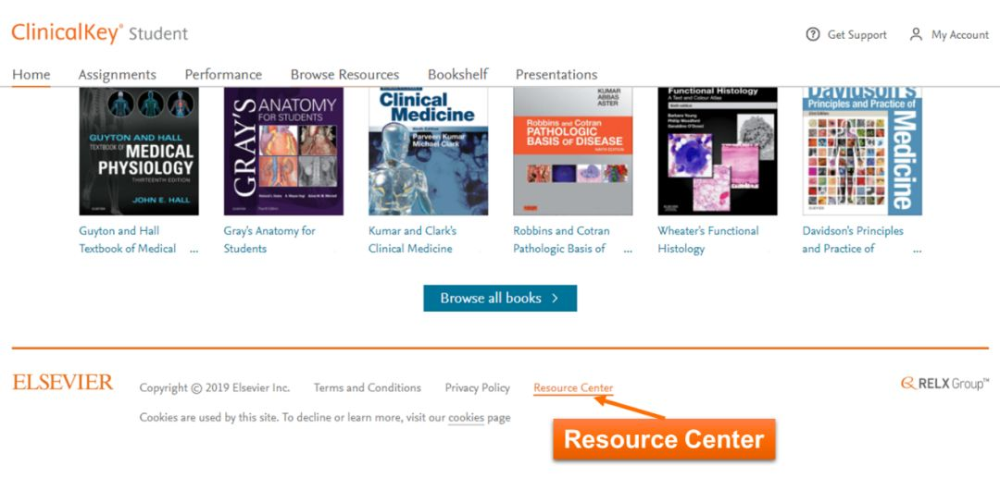 ClinicalKey® Student
Get Support
My Account
Home Assignments Performance Browse Resources Bookshelf Presentations
GUYTON AND HALL
TEXTBOOK OF MEDICAL
PHYSIOLOGY
THIRTEENTH EDITION
JOHN E. HALL
GRAY'S ANATOMY
FOR STUDENTS
Clinical
Medicine
Parveen Kumar
Michael Clark
KUMAR
ABBAS
ASTER
Robbins and Cotran
PATHOLOGIC
BASIS OF DISEASE
NINTH EDITION
Functional Histology
A Text and Colour Atlas
Barbara Young
Phillip Woodford
Geraldine O'Dowd
Davidson's
Principles and Practice of
Medicine
Guyton and Hall
Textbook of Medical ...
Gray's Anatomy for
Students
Kumar and Clark's
Clinical Medicine
Robbins and Cotran
Pathologic Basis of ...
Wheater's Functional
Histology
Davidson's Principles
and Practice of ...
Browse all books >
ELSEVIER
Copyright © 2019 Elsevier Inc. Terms and Conditions Privacy Policy Resource Center
RELX Group™
Cookies are used by this site. To decline or learn more, visit our cookies page
Resource Center